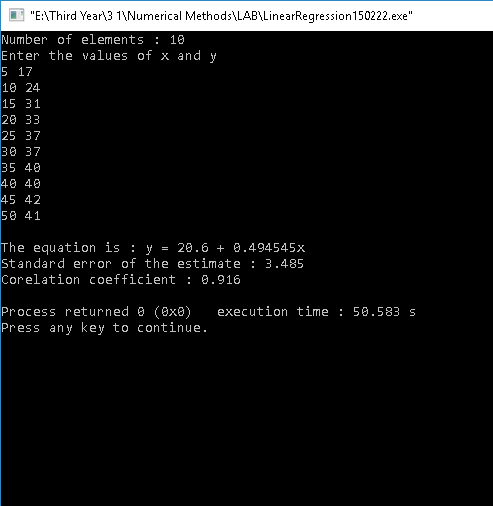 "E:\Third Year\3 1\Numerical Methods\LAB\LinearRegression150222.exe"
Number of elements : 10
Enter the values of x and y
5 17
10 24
15 31
20 33
25 37
30 37
35 40
40 40
45 42
50 41
The equation is : y = 20.6 + 0.494545x
Standard error of the estimate : 3.485
Corelation coefficient : 0.916
Process returned 0 (0x0)   execution time : 50.583 s
Press any key to continue.